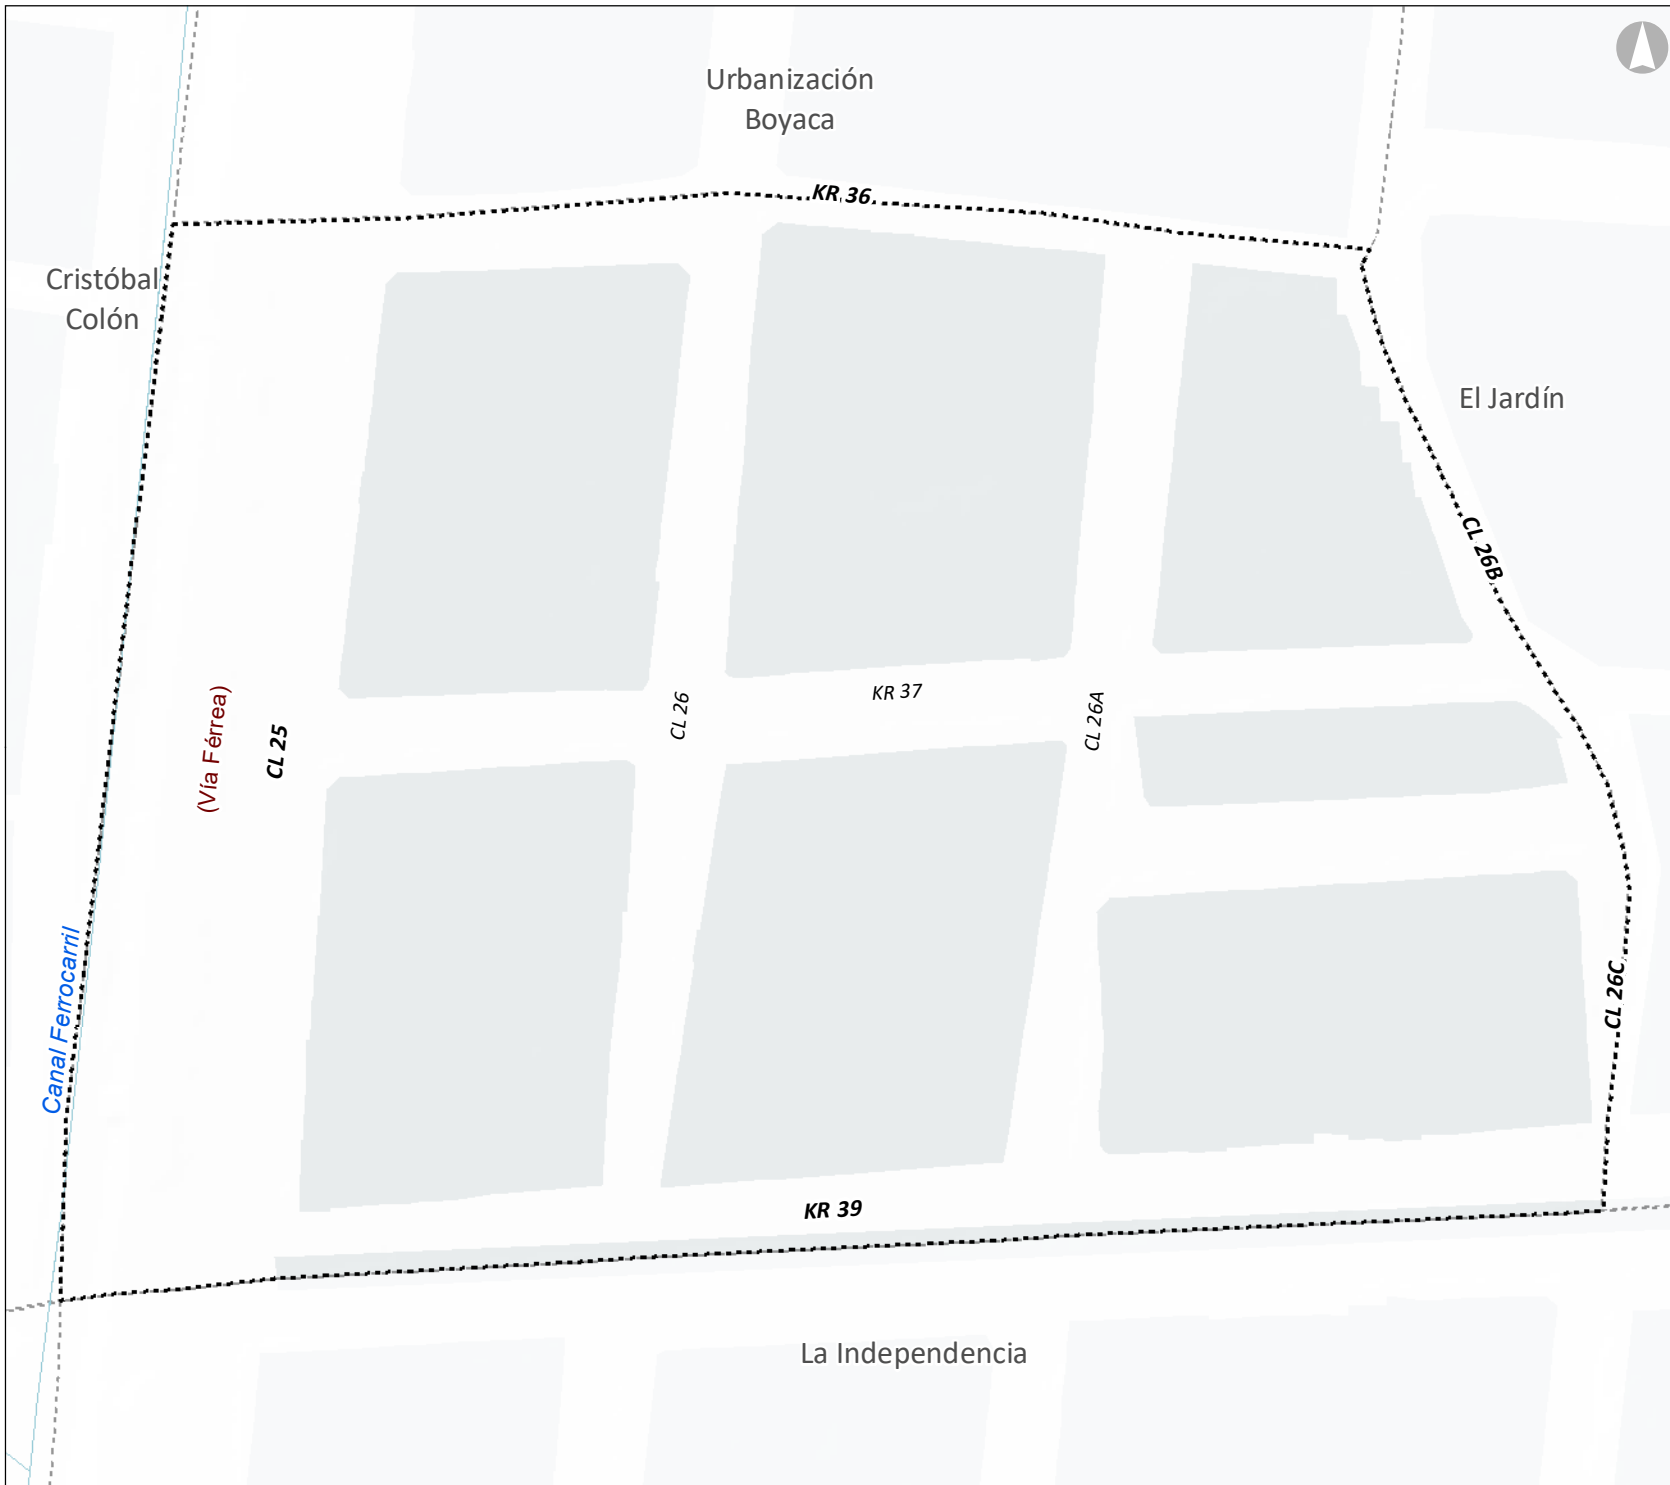 Urbanización
Boyaca
KR 36
Cristóbal
Colón
El Jardín
CL 26B
KR 37
CL 26
CL 26A
(Vía Férrea)
CL 25
Canal Ferrocarril
CL 26C
KR 39
La Independencia